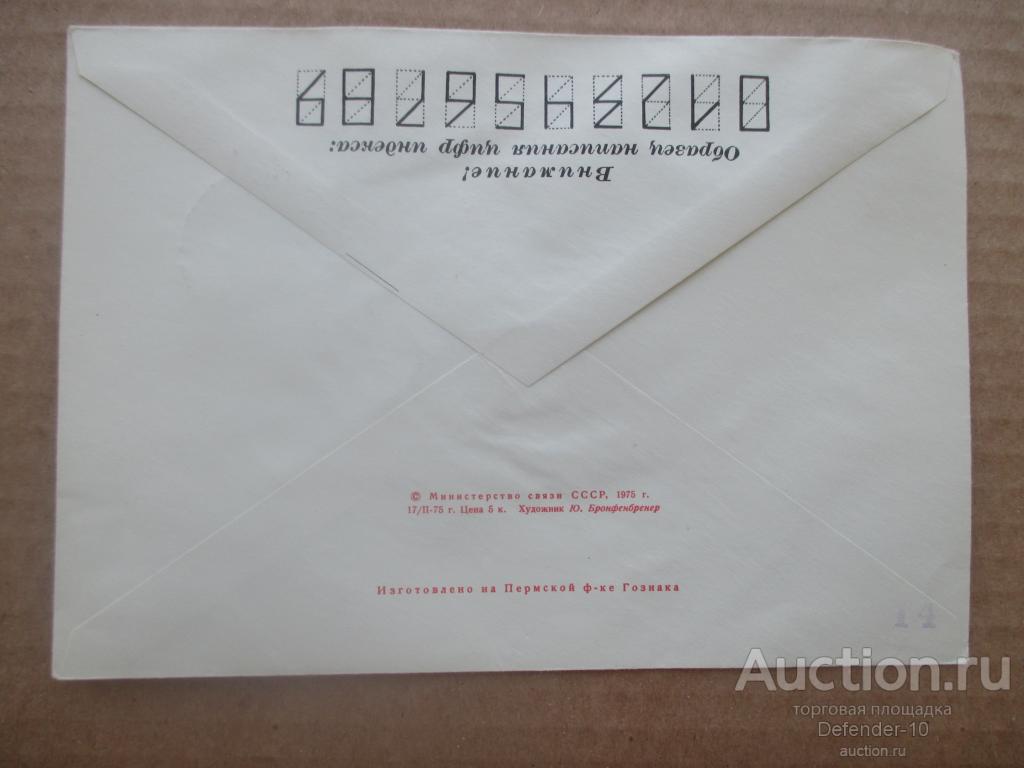 0123456789
Образец написания цифр индекса:
Внимание!
© Министерство связи СССР, 1975 г.
17/II-75 г. Цена 5 к. Художник Ю. Бронфенбренер
Изготовлено на Пермской ф-ке Гознака
14
Auction.ru
торговая площадка
Defender-10
auction.ru